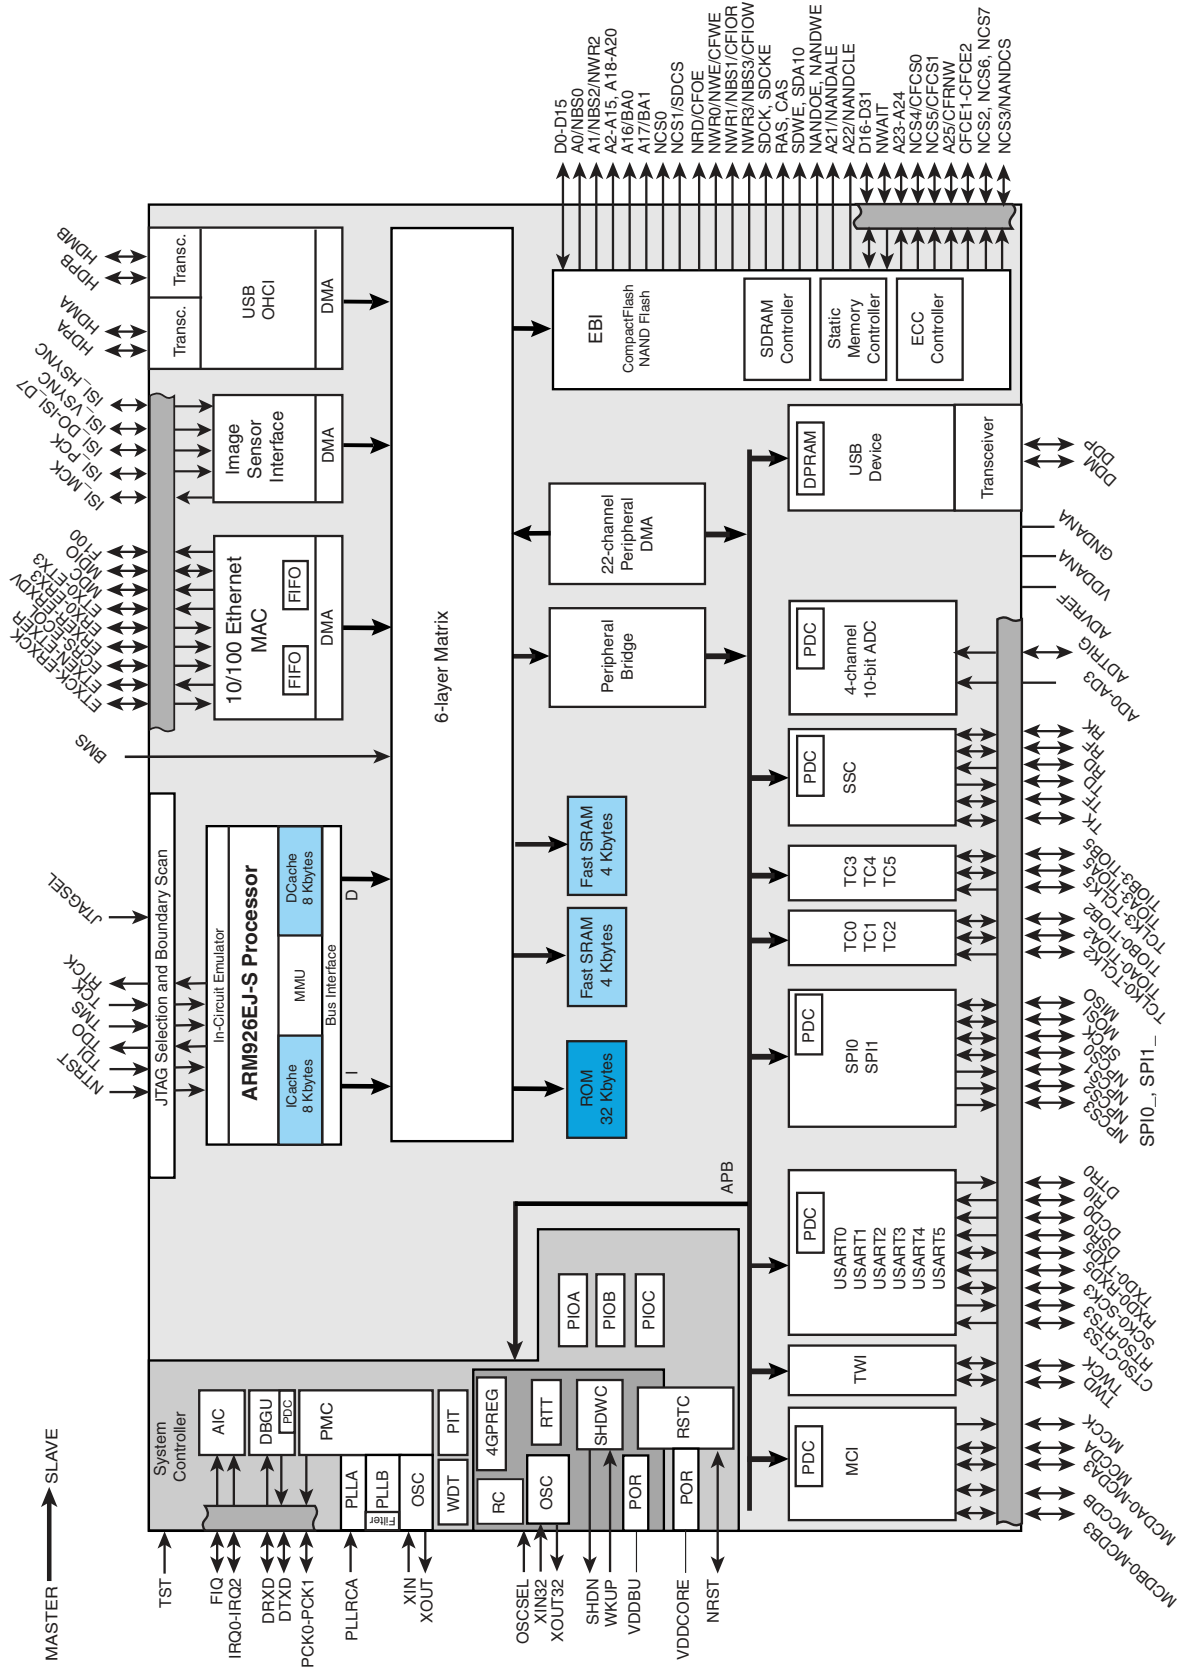 MASTER
SLAVE
TST
FIQ
IRQ0-IRQ2
DRXD
DTXD
PCK0-PCK1
PLLRCA
XIN
XOUT
OSCSEL
XIN32
XOUT32
SHDN
WKUP
VDDBU
VDDCORE
NRST
System
Controller
AIC
DBGU
PDC
PMC
PLLA
PLLB
Filter
OSC
WDT
PIT
4GPREG
RC
OSC
RTT
SHDWC
POR
RSTC
POR
PIOA
PIOB
PIOC
NTRST
TDI
TDO
TMS
TCK
RTCK
JTAGSEL
JTAG Selection and Boundary Scan
In-Circuit Emulator
ARM926EJ-S Processor
ICache
8 Kbytes
MMU
DCache
8 Kbytes
Bus Interface
I
D
BMS
ETXCK-ERXCK
ETXEN-ETXER
ECRS-ECOL
ERXER-ERXDV
ERX0-ERX3
ETX0-ETX3
MDC
MDIO
F100
10/100 Ethernet
MAC
FIFO
FIFO
DMA
ISI_MCK
ISI_PCK
ISI_DO-ISI_D7
ISI_VSYNC
ISI_HSYNC
Image
Sensor
Interface
DMA
HDPA
HDMA
HDPB
HDMB
Transc.
Transc.
USB
OHCI
DMA
6-layer Matrix
ROM
32 Kbytes
Fast SRAM
4 Kbytes
Fast SRAM
4 Kbytes
Peripheral
Bridge
22-channel
Peripheral
DMA
EBI
CompactFlash
NAND Flash
SDRAM
Controller
Static
Memory
Controller
ECC
Controller
D0-D15
A0/NBS0
A1/NBS2/NWR2
A2-A15, A18-A20
A16/BA0
A17/BA1
NCS0
NCS1/SDCS
NRD/CFOE
NWR0/NWE/CFWE
NWR1/NBS1/CFIOR
NWR3/NBS3/CFIOW
SDCK, SDCKE
RAS, CAS
SDWE, SDA10
NANDOE, NANDWE
A21/NANDALE
A22/NANDCLE
D16-D31
NWAIT
A23-A24
NCS4/CFCS0
NCS5/CFCS1
A25/CFRNW
CFCE1-CFCE2
NCS2, NCS6, NCS7
NCS3/NANDCS
APB
PDC
MCI
TWI
PDC
USART0
USART1
USART2
USART3
USART4
USART5
PDC
SPI0
SPI1
TC0
TC1
TC2
TC3
TC4
TC5
PDC
SSC
PDC
4-channel
10-bit ADC
DPRAM
USB
Device
Transceiver
MCDB0-MCDB3
MCCDB
MCDA0-MCDA3
MCCDA
MCCK
TWD
TWCK
CTS0-CTS3
RTS0-RTS3
SCK0-SCK3
RXD0-RXD5
TXD0-TXD5
DSR0
DCD0
RI0
DTR0
NPCS3
NPCS2
NPCS1
NPCS0
SPCK
MOSI
MISO
SPI0_, SPI1_
TCLK0-TCLK2
TIOA0-TIOA2
TIOB0-TIOB2
TCLK3-TCLK5
TIOA3-TIOA5
TIOB3-TIOB5
TK
TF
TD
RD
RF
RK
AD0-AD3
ADTRIG
ADVREF
VDDANA
GNDANA
DDM
DDP